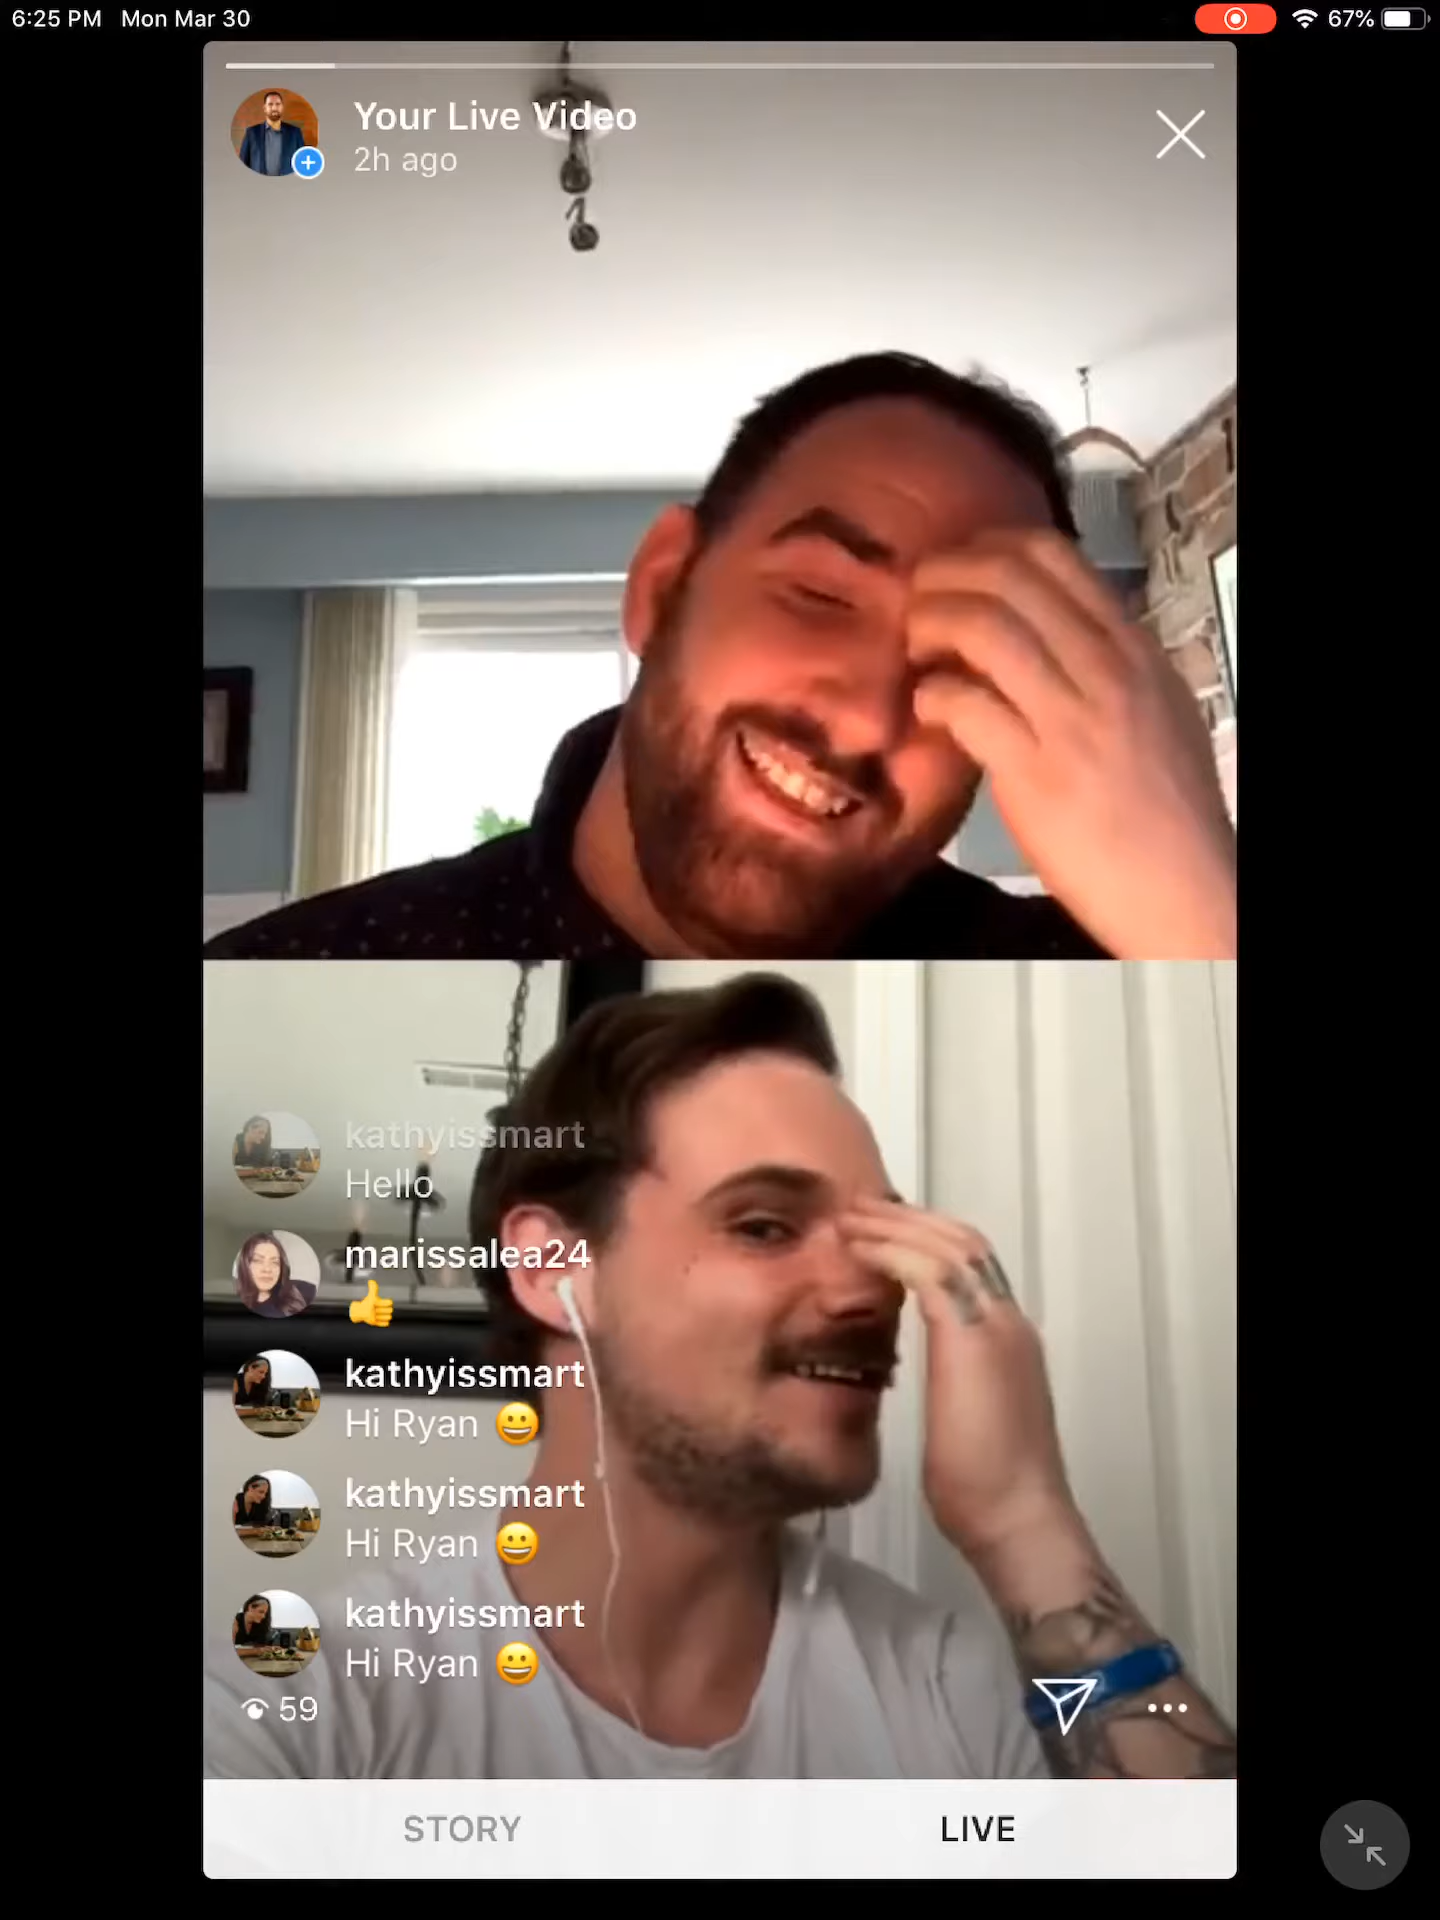 6:25 PM Mon Mar 30
67%
Your Live Video
2h ago
kathyissmart
Hello
marissalea24
👍
kathyissmart
Hi Ryan 😀
kathyissmart
Hi Ryan 😀
kathyissmart
Hi Ryan 😀
59
STORY LIVE